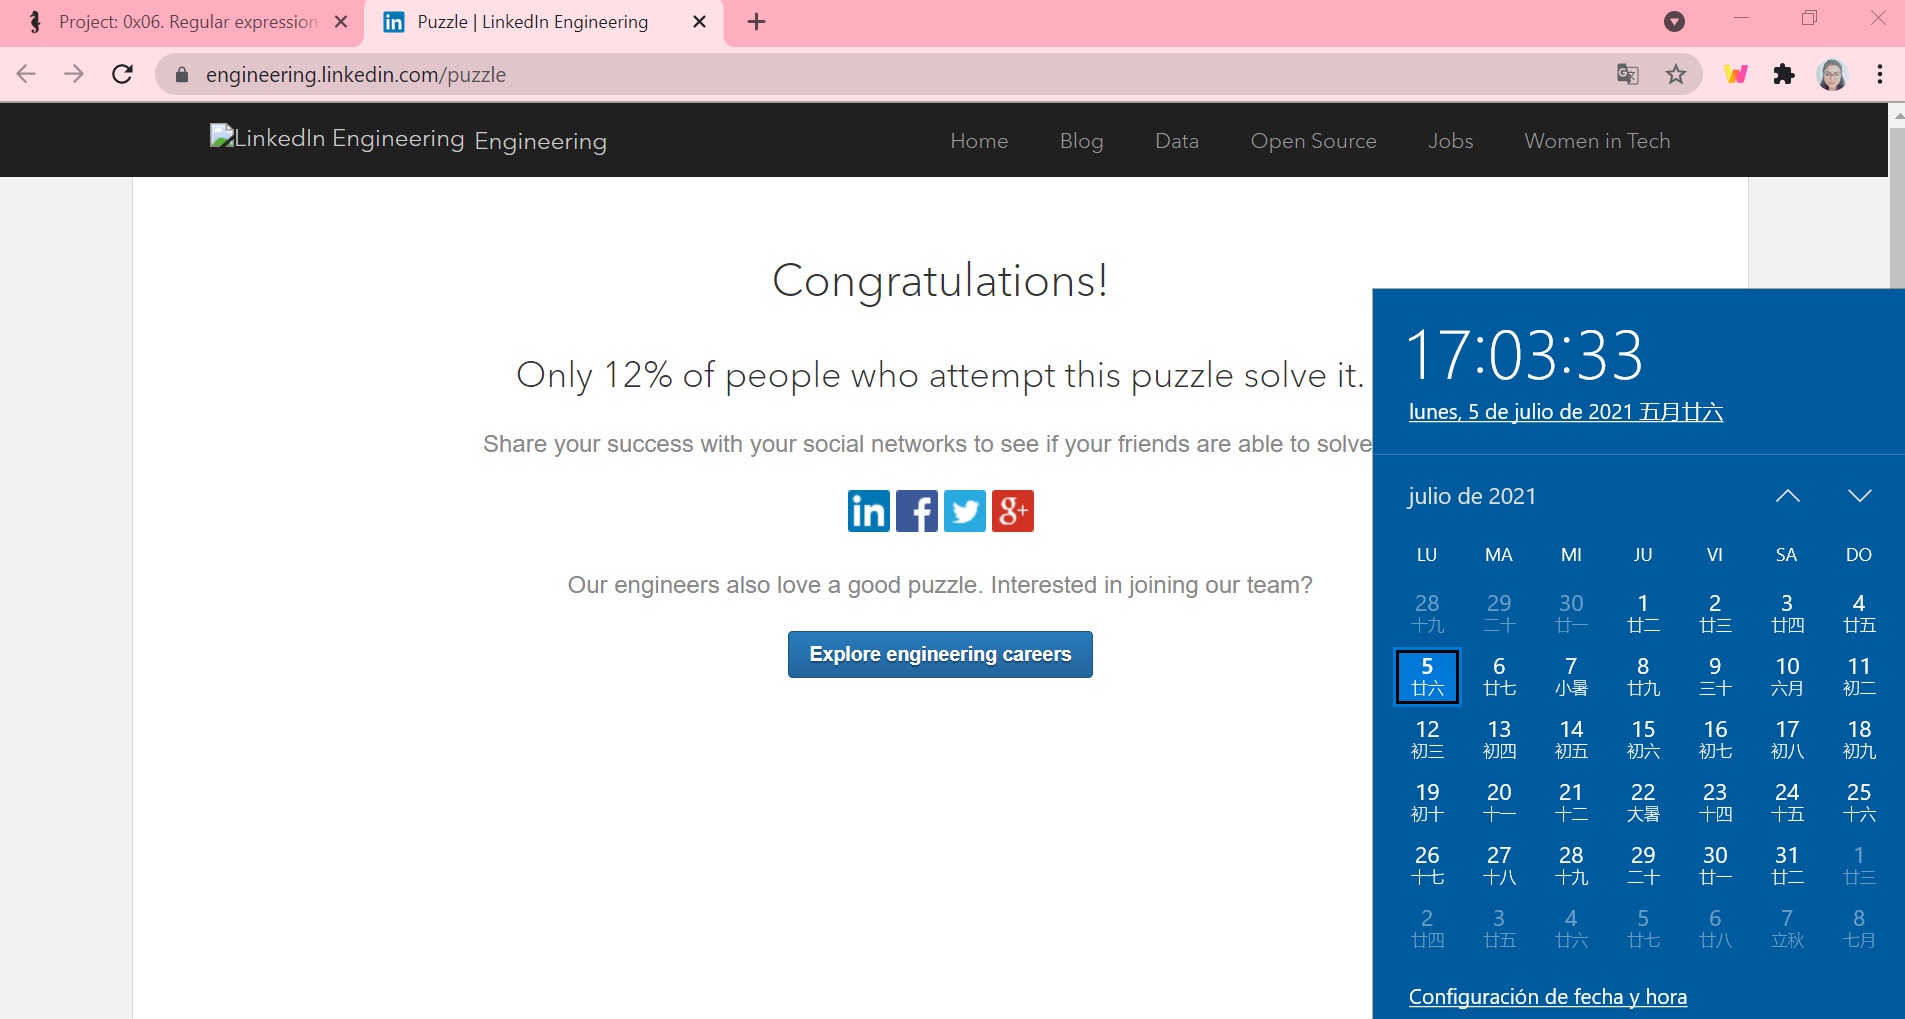 Project: 0x06. Regular expression
Puzzle | LinkedIn Engineering
engineering.linkedin.com/puzzle
LinkedIn Engineering Engineering
Home Blog Data Open Source Jobs Women in Tech
Congratulations!
Only 12% of people who attempt this puzzle solve it.
Share your success with your social networks to see if your friends are able to solve
in f g+
Our engineers also love a good puzzle. Interested in joining our team?
Explore engineering careers
17:03:33
lunes, 5 de julio de 2021 五月廿六
julio de 2021
LU MA MI JU VI SA DO
28 29 30 1 2 3 4
十九 二十 廿一 廿二 廿三 廿四 廿五
5 6 7 8 9 10 11
廿六 廿七 小暑 廿九 三十 六月 初二
12 13 14 15 16 17 18
初三 初四 初五 初六 初七 初八 初九
19 20 21 22 23 24 25
初十 十一 十二 大暑 十四 十五 十六
26 27 28 29 30 31 1
十七 十八 十九 二十 廿一 廿二 廿三
2 3 4 5 6 7 8
廿四 廿五 廿六 廿七 廿八 立秋 七月
Configuración de fecha y hora